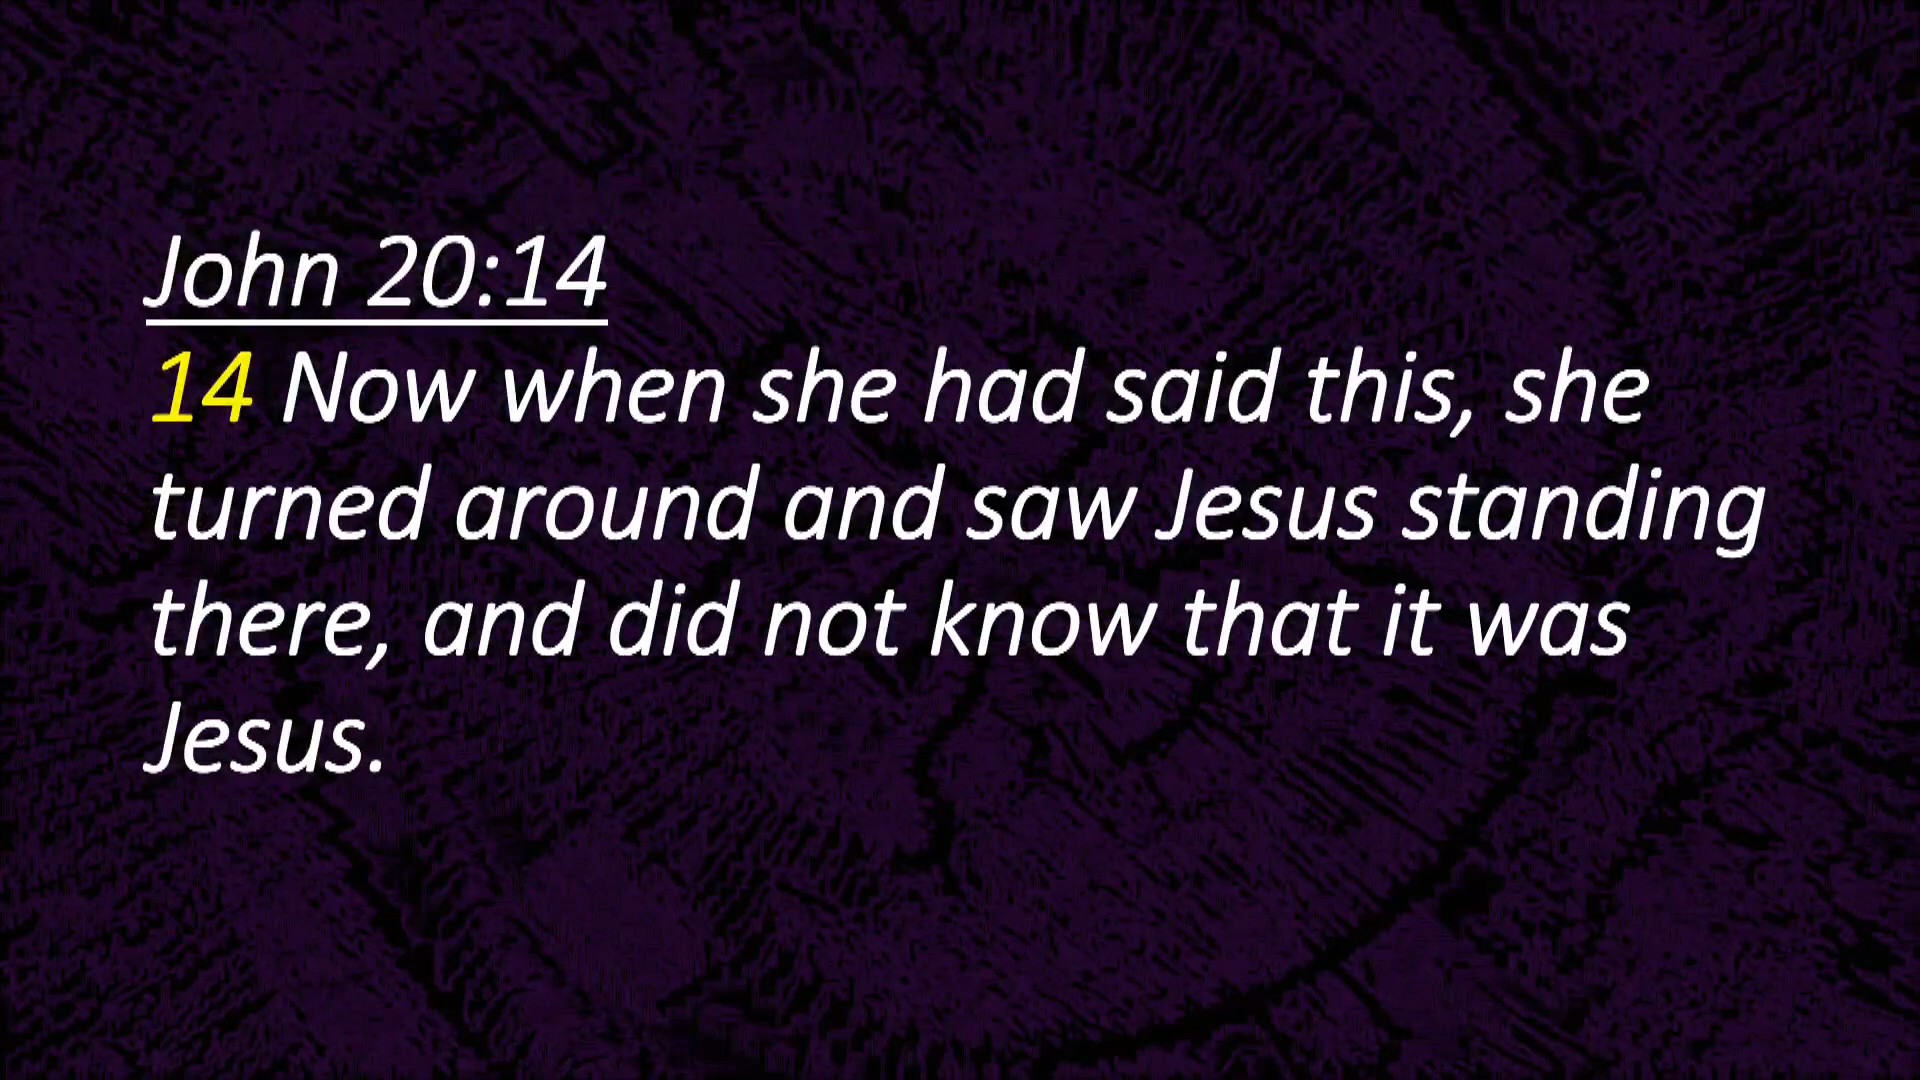 John 20:14
14 Now when she had said this, she
turned around and saw Jesus standing
there, and did not know that it was
Jesus.